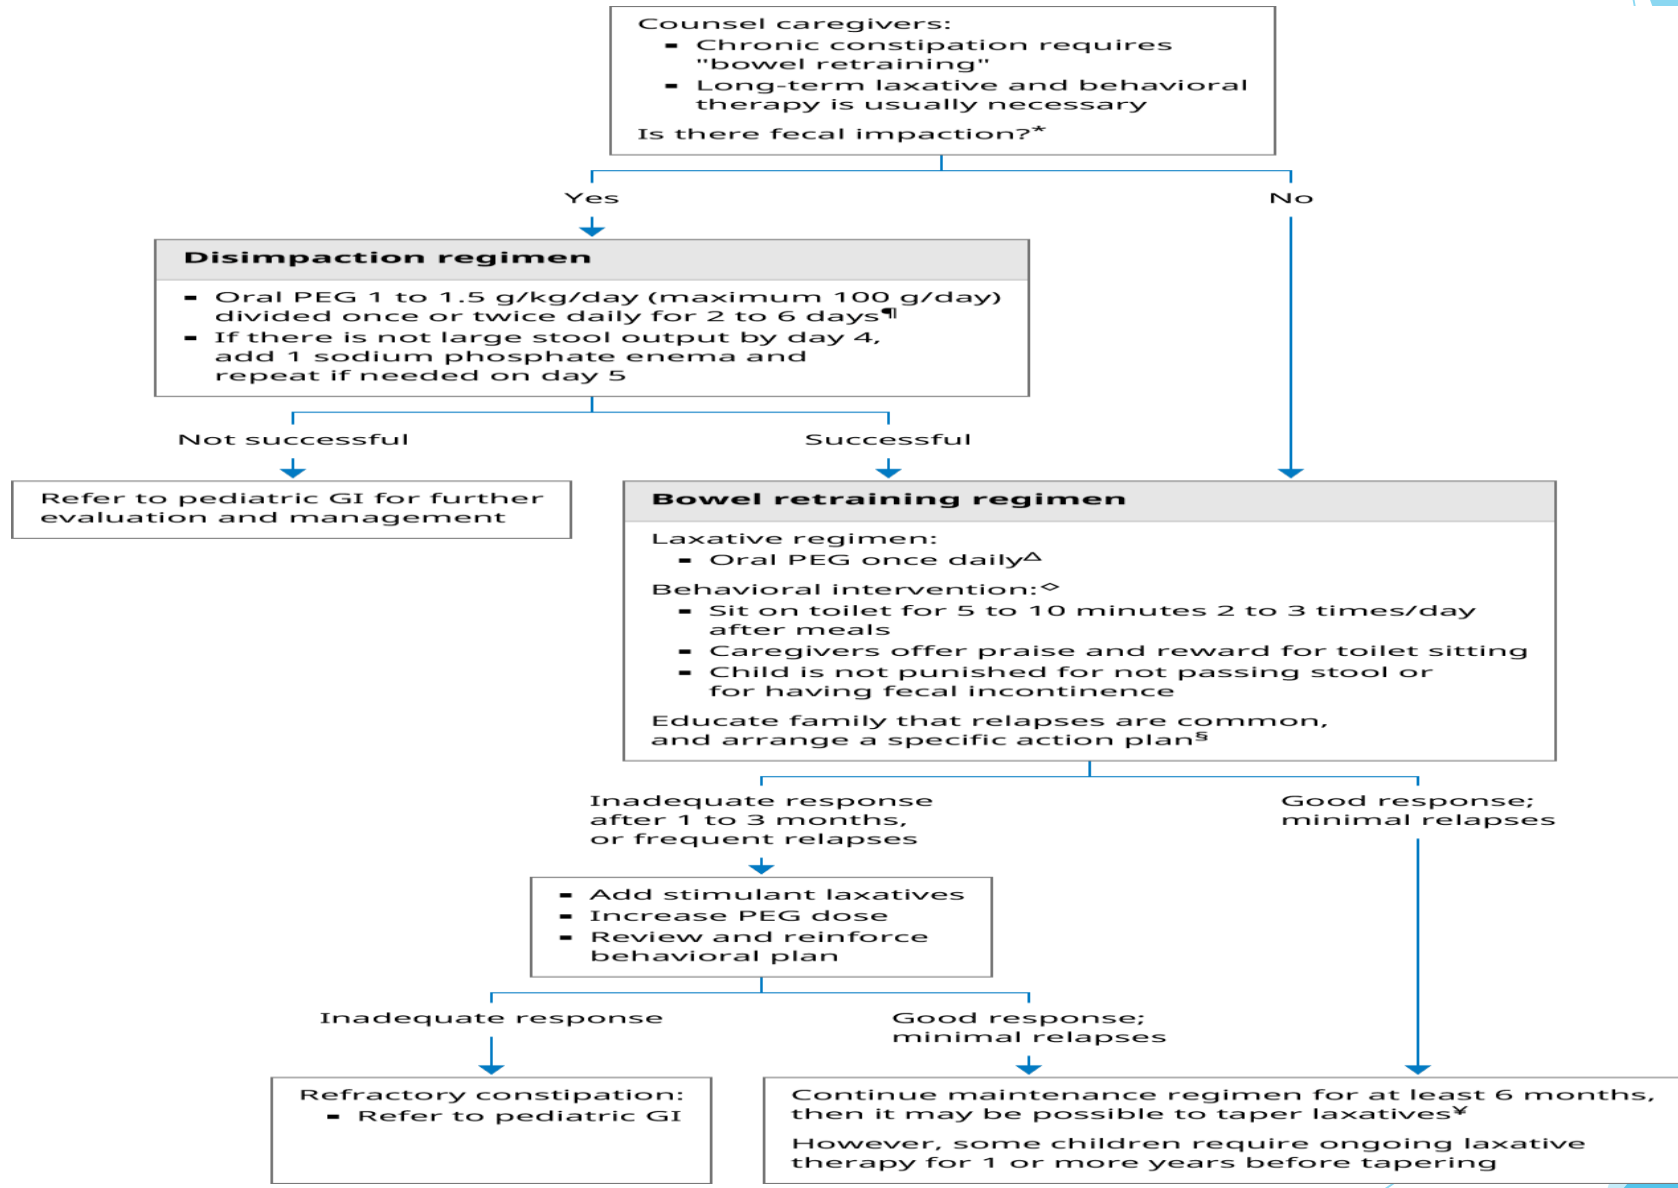 Counsel caregivers:
▪ Chronic constipation requires
"bowel retraining"
▪ Long-term laxative and behavioral
therapy is usually necessary
Is there fecal impaction?*
Yes
No
Disimpaction regimen
▪ Oral PEG 1 to 1.5 g/kg/day (maximum 100 g/day)
divided once or twice daily for 2 to 6 days¶
▪ If there is not large stool output by day 4,
add 1 sodium phosphate enema and
repeat if needed on day 5
Not successful
Successful
Refer to pediatric GI for further
evaluation and management
Bowel retraining regimen
Laxative regimen:
▪ Oral PEG once dailyΔ
Behavioral intervention:◇
▪ Sit on toilet for 5 to 10 minutes 2 to 3 times/day
after meals
▪ Caregivers offer praise and reward for toilet sitting
▪ Child is not punished for not passing stool or
for having fecal incontinence
Educate family that relapses are common,
and arrange a specific action plan§
Inadequate response
after 1 to 3 months,
or frequent relapses
Good response;
minimal relapses
▪ Add stimulant laxatives
▪ Increase PEG dose
▪ Review and reinforce
behavioral plan
Inadequate response
Good response;
minimal relapses
Refractory constipation:
▪ Refer to pediatric GI
Continue maintenance regimen for at least 6 months,
then it may be possible to taper laxatives¥
However, some children require ongoing laxative
therapy for 1 or more years before tapering